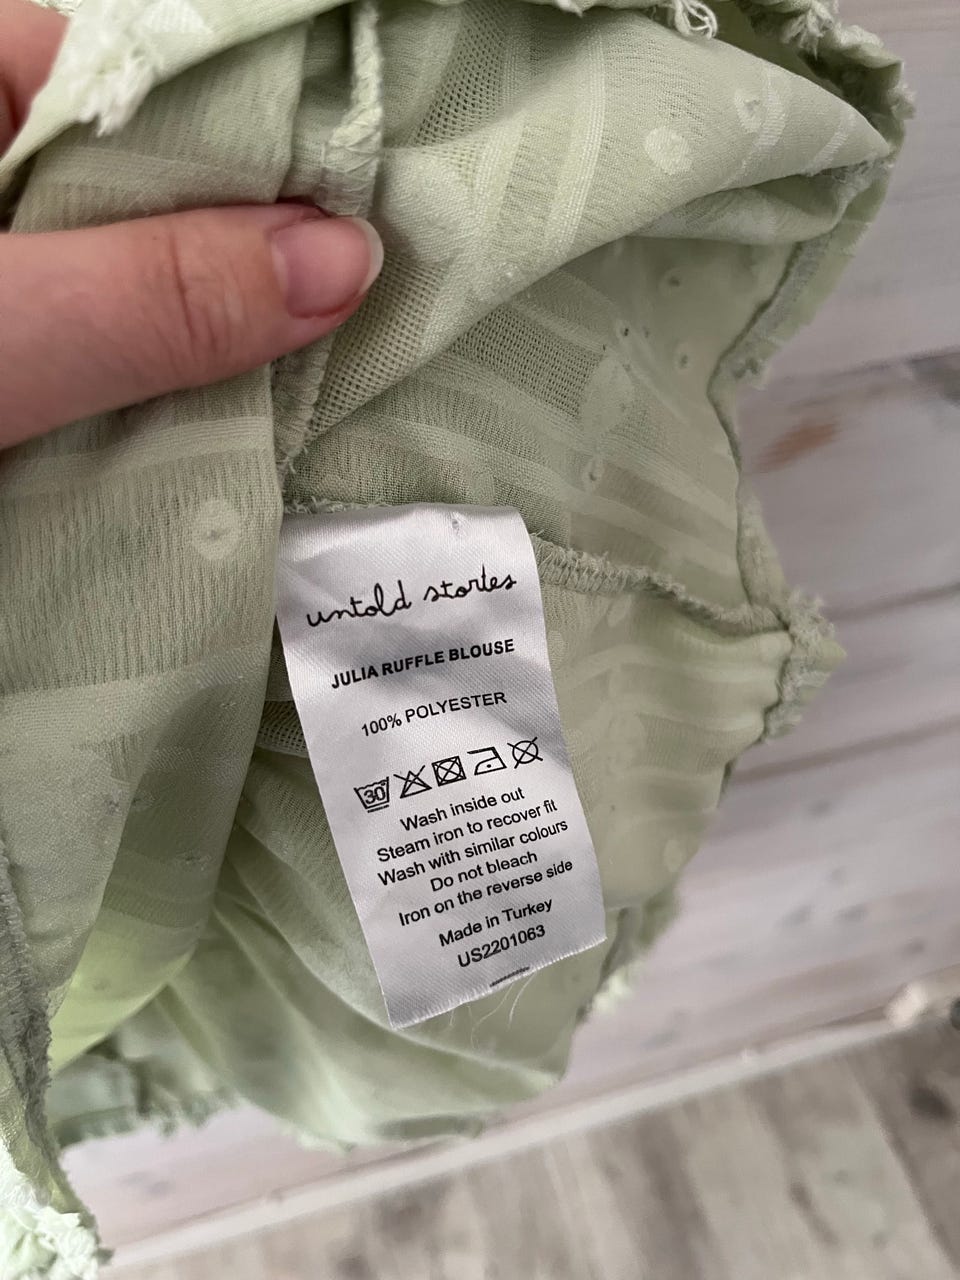 untold stories
JULIA RUFFLE BLOUSE
100% POLYESTER
30
Wash inside out
Steam iron to recover fit
Wash with similar colours
Do not bleach
Iron on the reverse side
Made in Turkey
US2201063